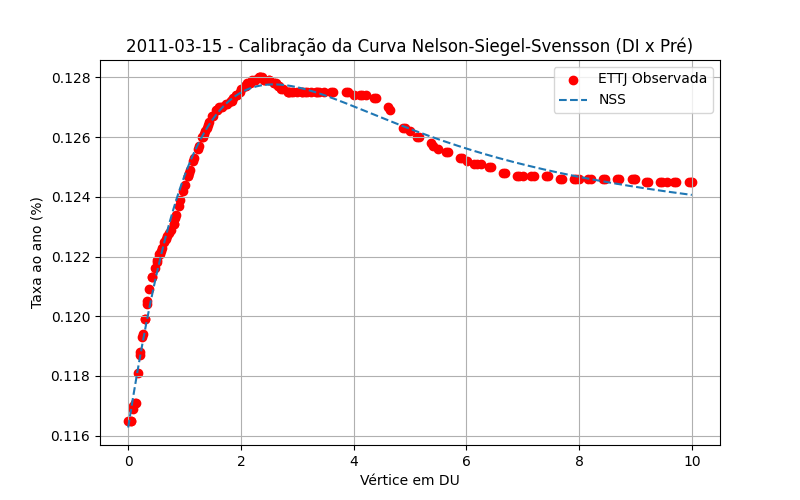 2011-03-15 - Calibração da Curva Nelson-Siegel-Svensson (DI x Pré)
ETTJ Observada
NSS
Taxa ao ano (%)
0.128
0.126
0.124
0.122
0.120
0.118
0.116
0
2
4
6
8
10
Vértice em DU